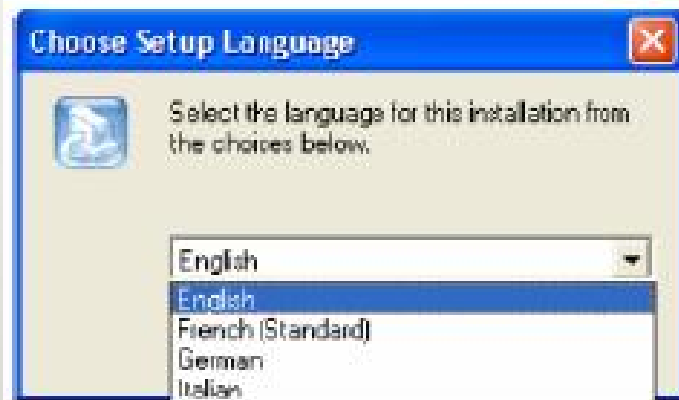 Choose Setup Language
Select the language for this installation from
the choices below.
English
English
French (Standard)
German
Italian